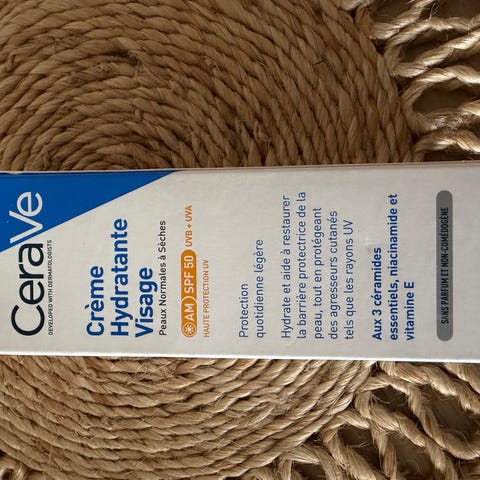 CeraVe
DEVELOPED WITH DERMATOLOGISTS
Crème
Hydratante
Visage
Peaux Normales à Sèches
AM SPF 50 UVB + UVA
HAUTE PROTECTION UV
Protection
quotidienne légère
Hydrate et aide à restaurer
la barrière protectrice de la
peau, tout en protégeant
des agresseurs cutanés
tels que les rayons UV
Aux 3 céramides
essentiels, niacinamide et
vitamine E
SANS PARFUM ET NON-COMÉDOGÈNE